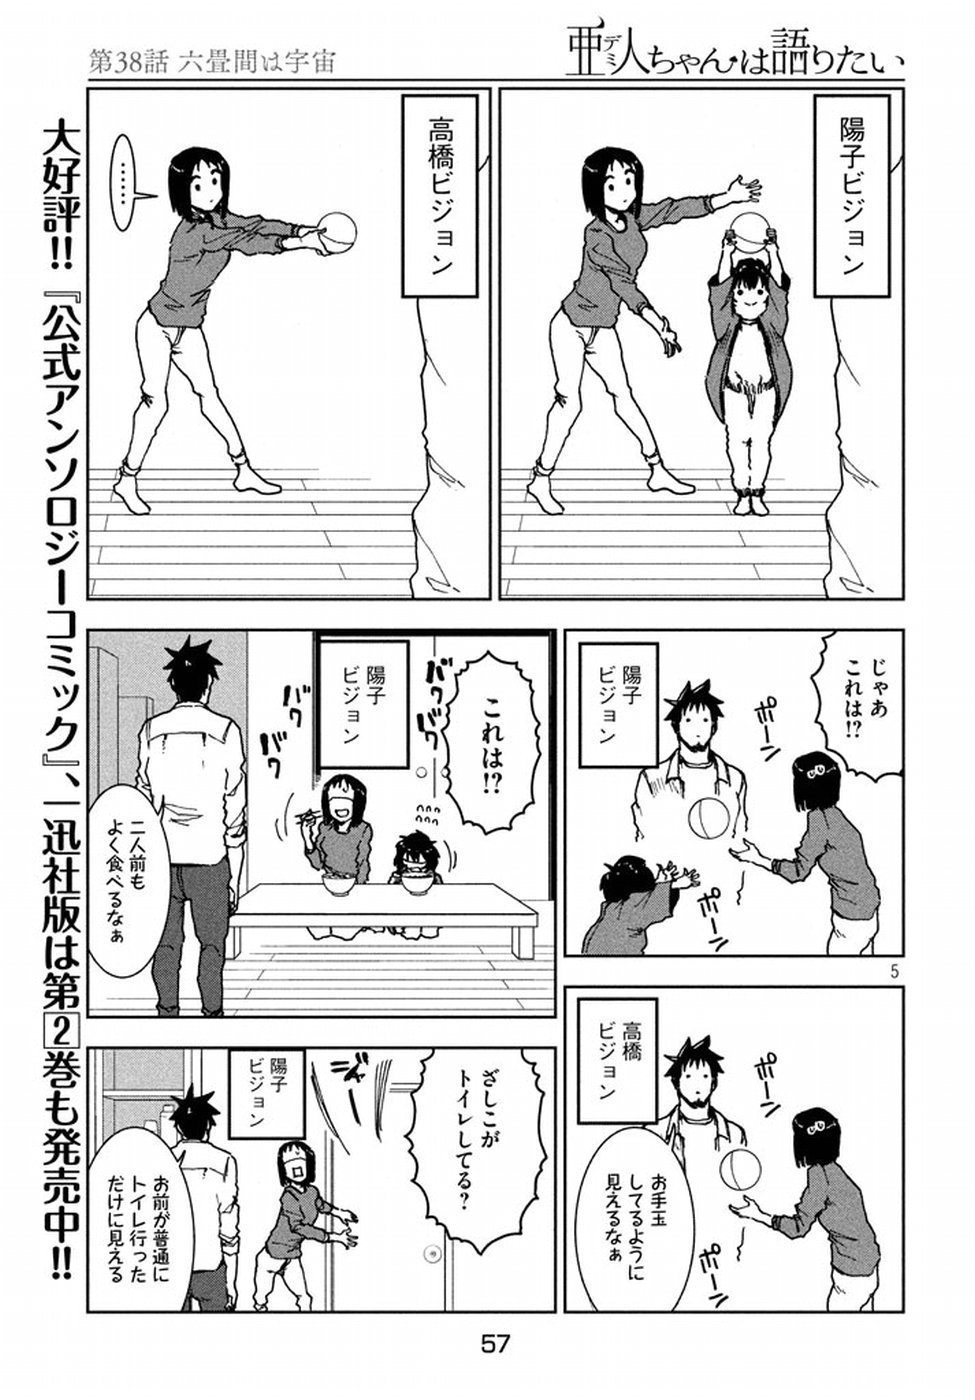 第38話 六畳間は宇宙
亜人ちゃんは語りたい
デミ
陽子ビジョン
高橋ビジョン
……
じゃあ
これは!?
陽子
ビジョン
ポーン
ポーン
5
これは!?
陽子
ビジョン
バクバク
バクバク
二人前も
よく食べるなぁ
高橋
ビジョン
お手玉
してるように
見えるなぁ
ポーン
ざしこが
トイレしてる?
陽子
ビジョン
お前が普通に
トイレ行った
だけに見える
大好評!!『公式アンソロジーコミック』、一迅社版は第2巻も発売中!!
57